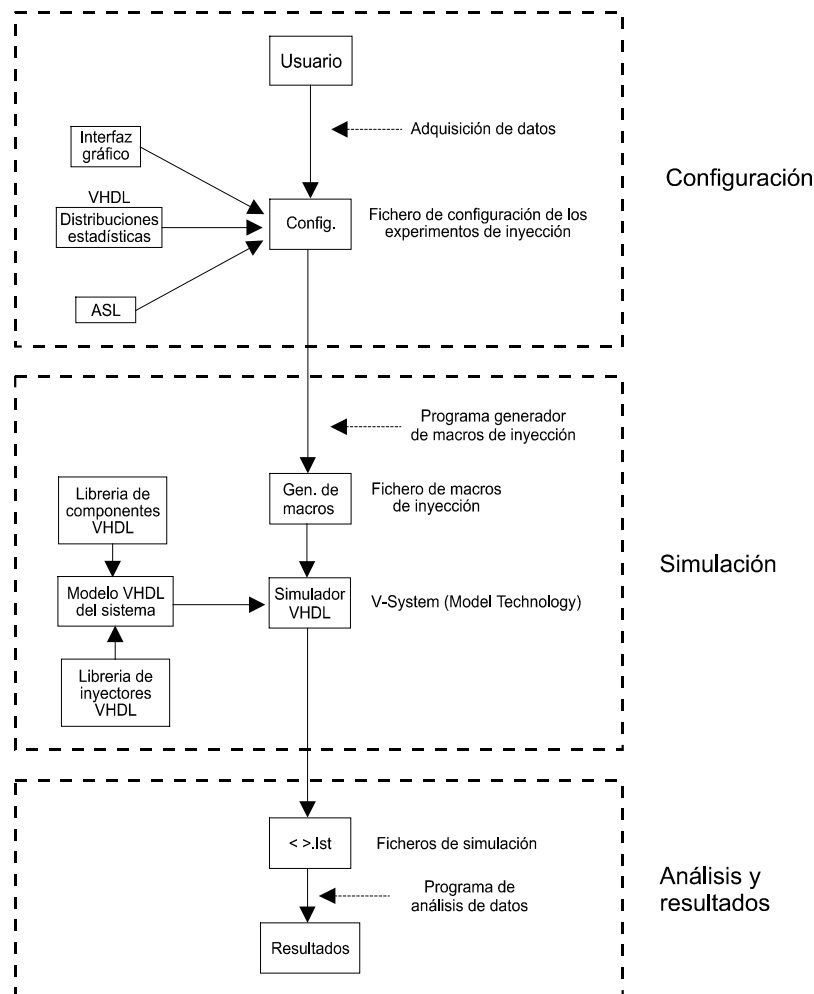 Usuario
Adquisición de datos
Interfaz
gráfico
Configuración
VHDL
Distribuciones
estadísticas
Config.
Fichero de configuración de los
experimentos de inyección
ASL
Programa generador
de macros de inyección
Libreria de
componentes
VHDL
Gen. de
macros
Fichero de macros
de inyección
Simulación
Modelo VHDL
del sistema
Simulador
VHDL
V-System (Model Technology)
Libreria de
inyectores
VHDL
< >.lst
Ficheros de simulación
Programa de
análisis de datos
Análisis y
resultados
Resultados